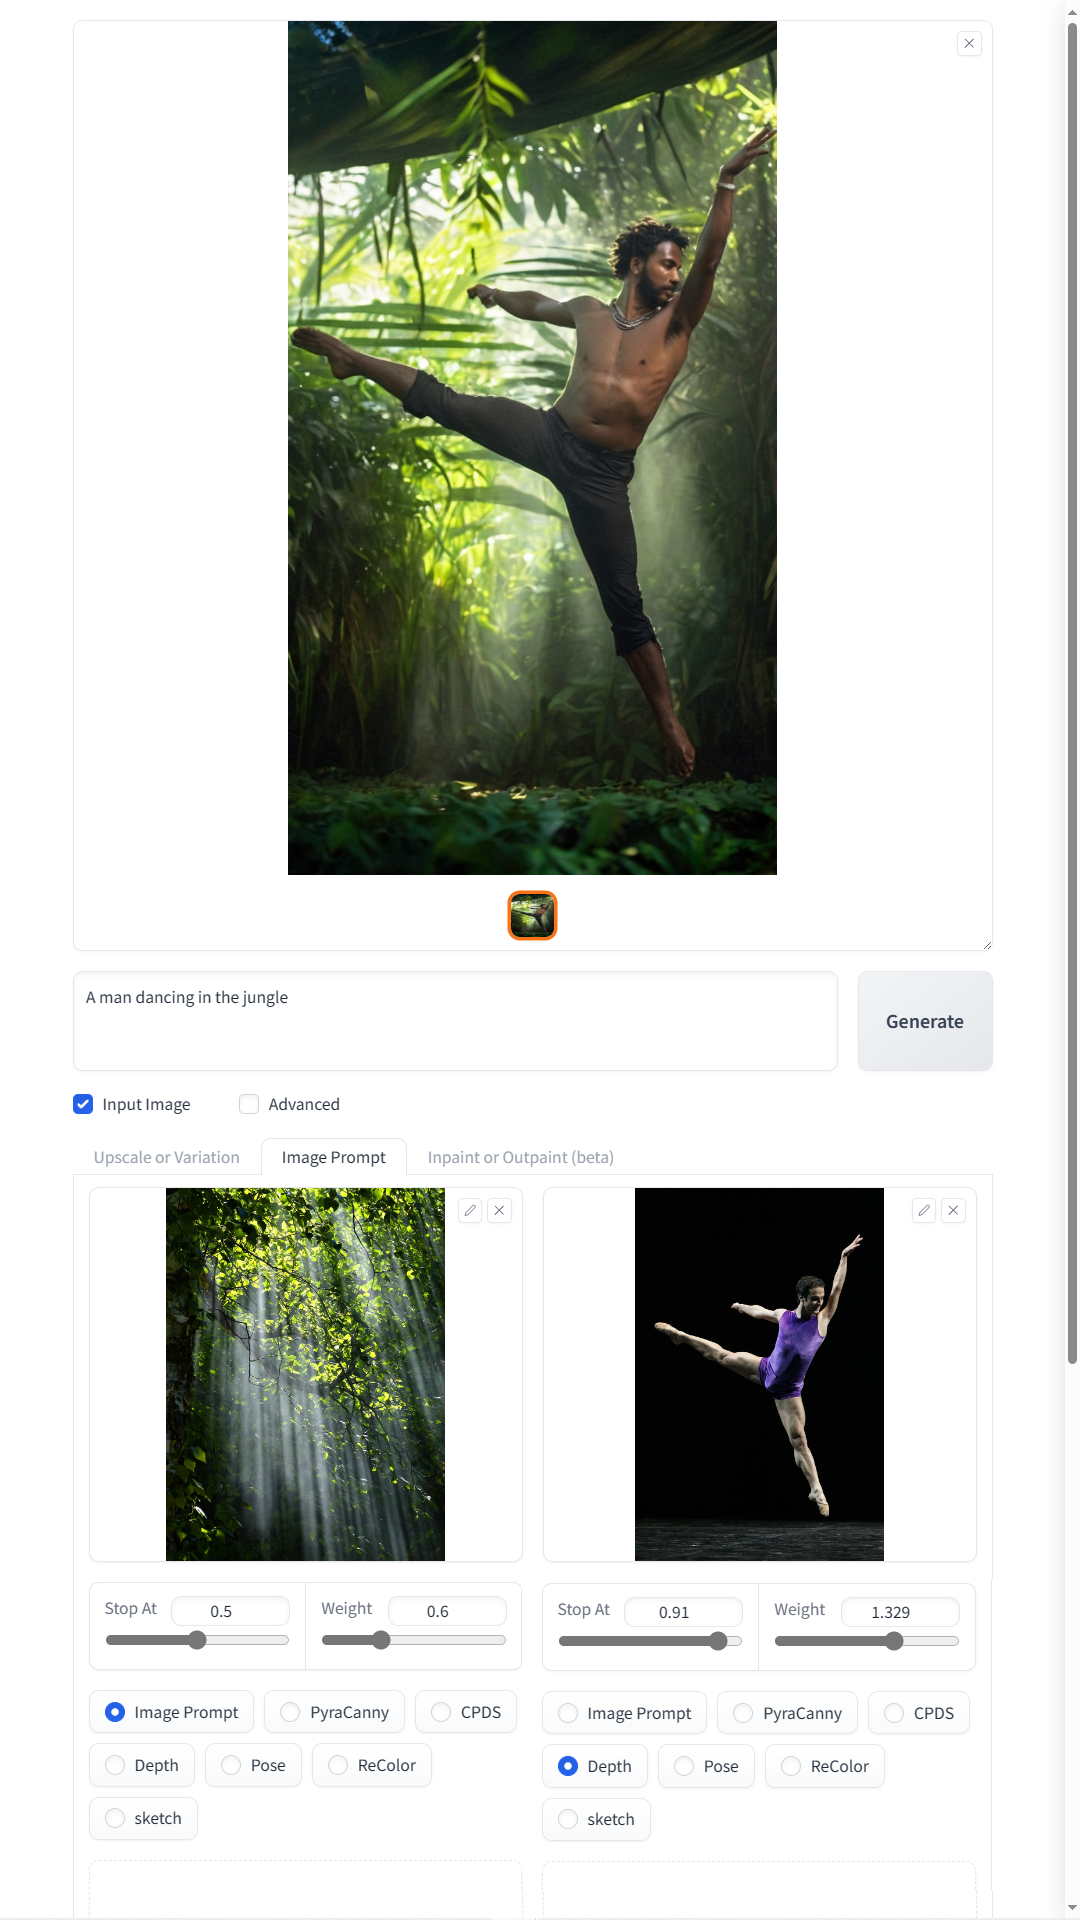 A man dancing in the jungle
Generate
Input Image
Advanced
Upscale or Variation
Image Prompt
Inpaint or Outpaint (beta)
Stop At 0.5
Weight 0.6
Stop At 0.91
Weight 1.329
Image Prompt
PyraCanny
CPDS
Depth
Pose
ReColor
sketch
Image Prompt
PyraCanny
CPDS
Depth
Pose
ReColor
sketch